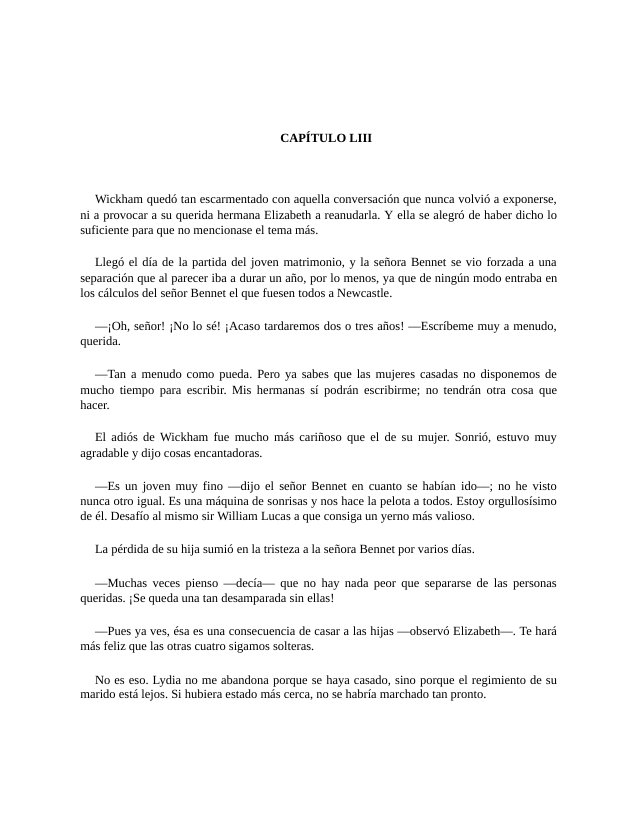 CAPÍTULO LIII
Wickham quedó tan escarmentado con aquella conversación que nunca volvió a exponerse,
ni a provocar a su querida hermana Elizabeth a reanudarla. Y ella se alegró de haber dicho lo
suficiente para que no mencionase el tema más.
Llegó el día de la partida del joven matrimonio, y la señora Bennet se vio forzada a una
separación que al parecer iba a durar un año, por lo menos, ya que de ningún modo entraba en
los cálculos del señor Bennet el que fuesen todos a Newcastle.
—¡Oh, señor! ¡No lo sé! ¡Acaso tardaremos dos o tres años! —Escríbeme muy a menudo,
querida.
—Tan a menudo como pueda. Pero ya sabes que las mujeres casadas no disponemos de
mucho tiempo para escribir. Mis hermanas sí podrán escribirme; no tendrán otra cosa que
hacer.
El adiós de Wickham fue mucho más cariñoso que el de su mujer. Sonrió, estuvo muy
agradable y dijo cosas encantadoras.
—Es un joven muy fino —dijo el señor Bennet en cuanto se habían ido—; no he visto
nunca otro igual. Es una máquina de sonrisas y nos hace la pelota a todos. Estoy orgullosísimo
de él. Desafío al mismo sir William Lucas a que consiga un yerno más valioso.
La pérdida de su hija sumió en la tristeza a la señora Bennet por varios días.
—Muchas veces pienso —decía— que no hay nada peor que separarse de las personas
queridas. ¡Se queda una tan desamparada sin ellas!
—Pues ya ves, ésa es una consecuencia de casar a las hijas —observó Elizabeth—. Te hará
más feliz que las otras cuatro sigamos solteras.
No es eso. Lydia no me abandona porque se haya casado, sino porque el regimiento de su
marido está lejos. Si hubiera estado más cerca, no se habría marchado tan pronto.